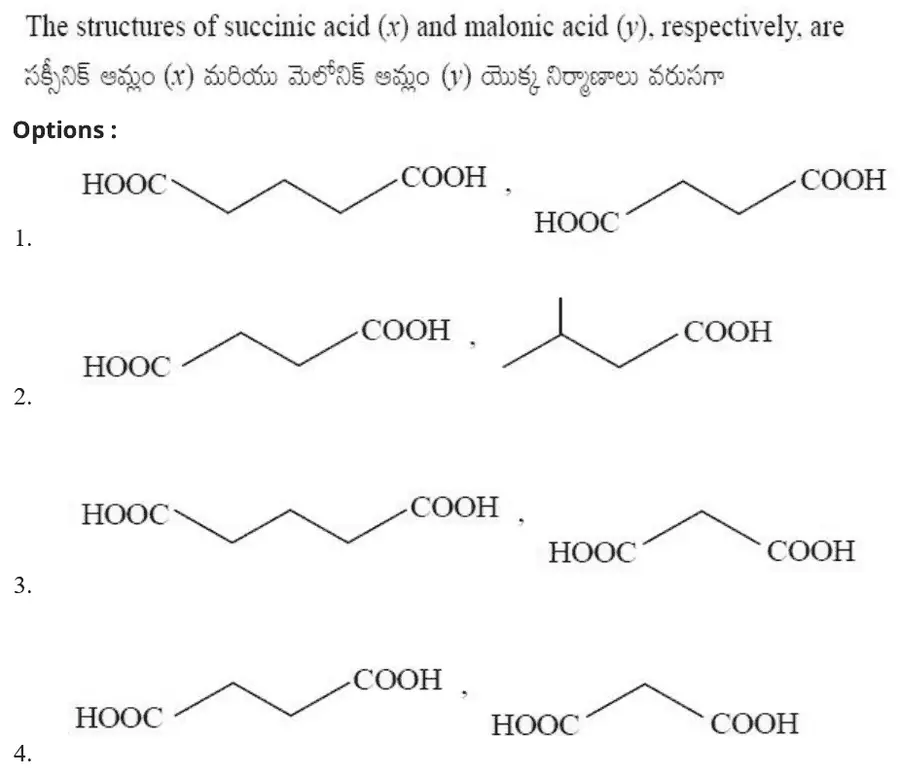 The structures of succinic acid (x) and malonic acid (y), respectively, are
సక్సీనిక్ ఆమ్లం (x) మరియు మెలోనిక్ ఆమ్లం (y) యొక్క నిర్మాణాలు వరుసగా
Options :
HOOC COOH , HOOC COOH
1.
HOOC COOH , COOH
2.
HOOC COOH , HOOC COOH
3.
HOOC COOH , HOOC COOH
4.